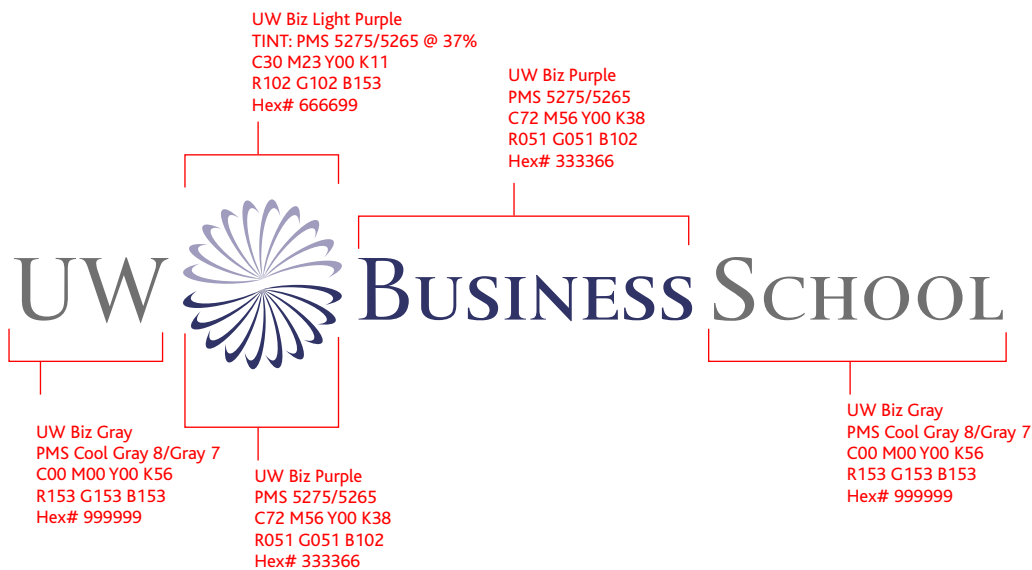 UW Biz Light Purple
TINT: PMS 5275/5265 @ 37%
C30 M23 Y00 K11
R102 G102 B153
Hex# 666699
UW Biz Purple
PMS 5275/5265
C72 M56 Y00 K38
R051 G051 B102
Hex# 333366
UW BUSINESS SCHOOL
UW Biz Gray
PMS Cool Gray 8/Gray 7
C00 M00 Y00 K56
R153 G153 B153
Hex# 999999
UW Biz Purple
PMS 5275/5265
C72 M56 Y00 K38
R051 G051 B102
Hex# 333366
UW Biz Gray
PMS Cool Gray 8/Gray 7
C00 M00 Y00 K56
R153 G153 B153
Hex# 999999